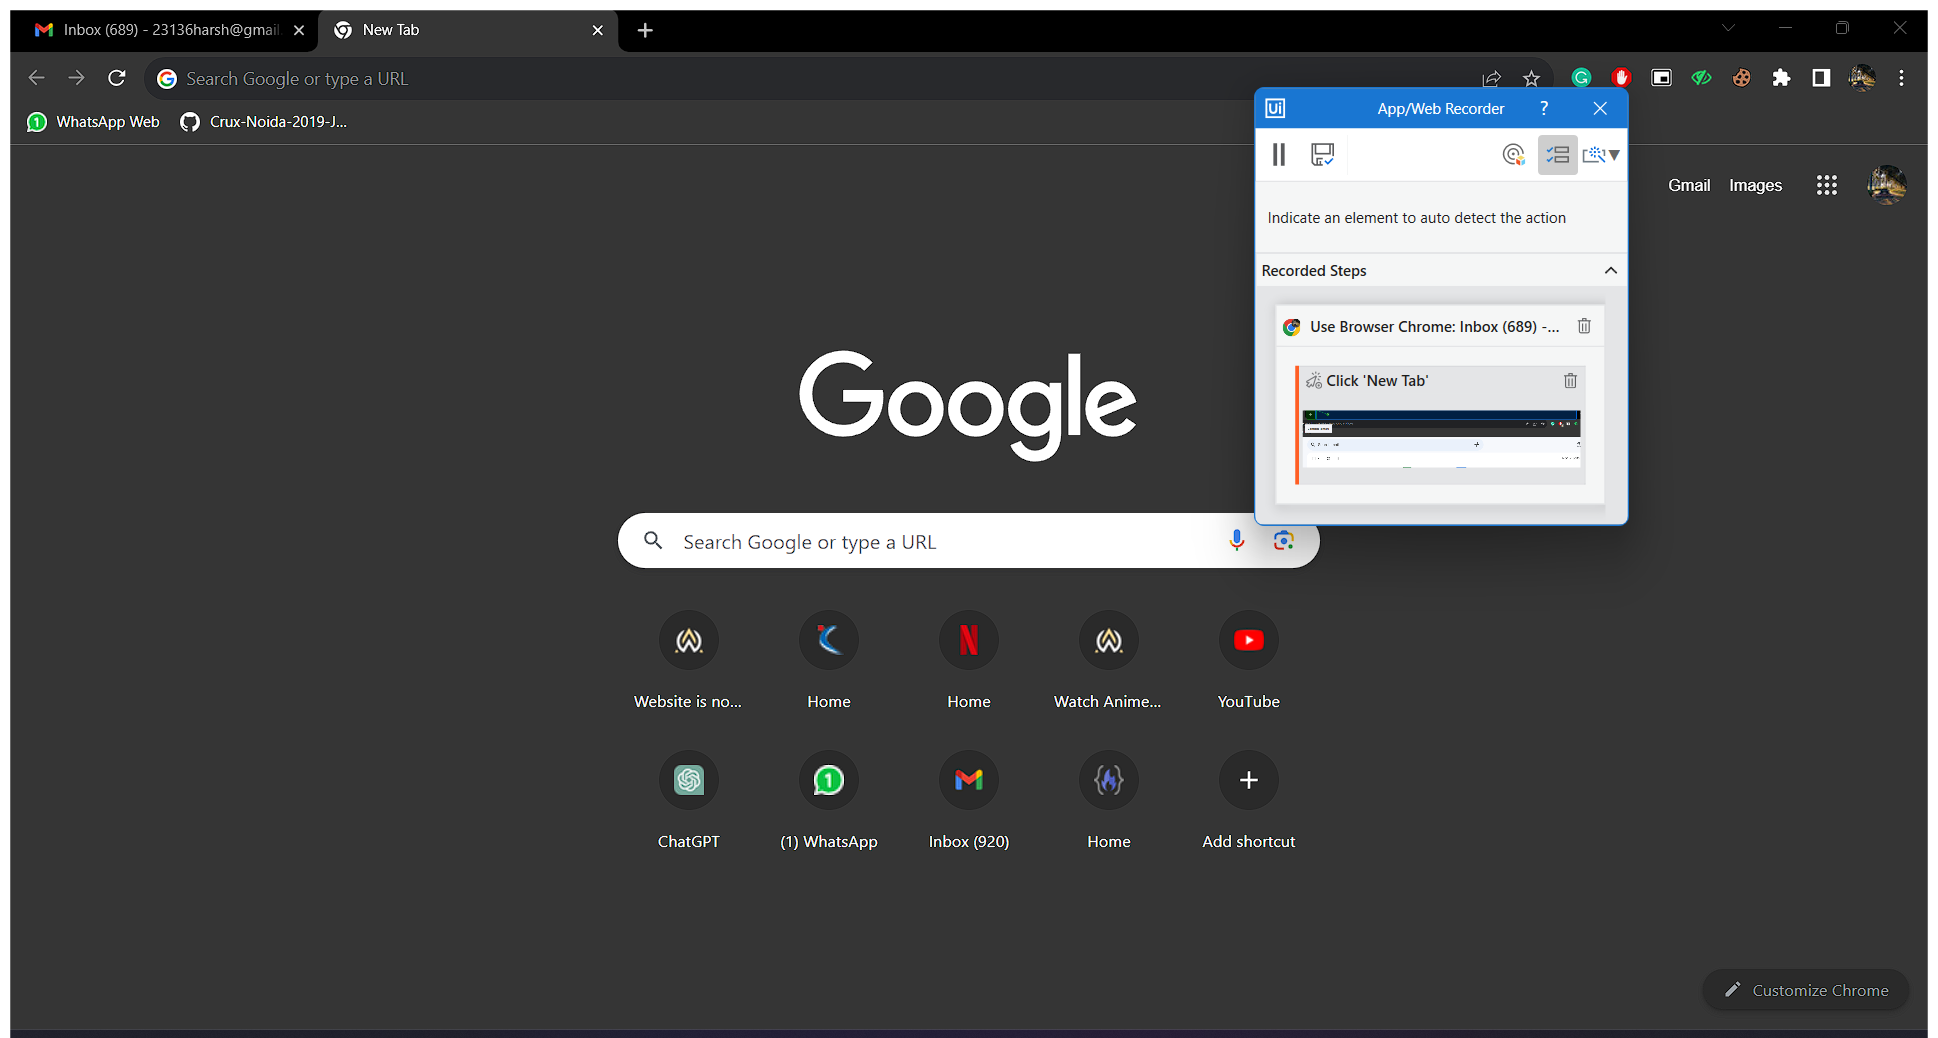 Inbox (689) - 23136harsh@gmail.
New Tab
Search Google or type a URL
WhatsApp Web
Crux-Noida-2019-J...
Ui
App/Web Recorder
?
Indicate an element to auto detect the action
Recorded Steps
Use Browser Chrome: Inbox (689) -...
Click 'New Tab'
Gmail
Images
Google
Search Google or type a URL
Website is no...
Home
Home
Watch Anime...
YouTube
ChatGPT
(1) WhatsApp
Inbox (920)
Home
Add shortcut
Customize Chrome